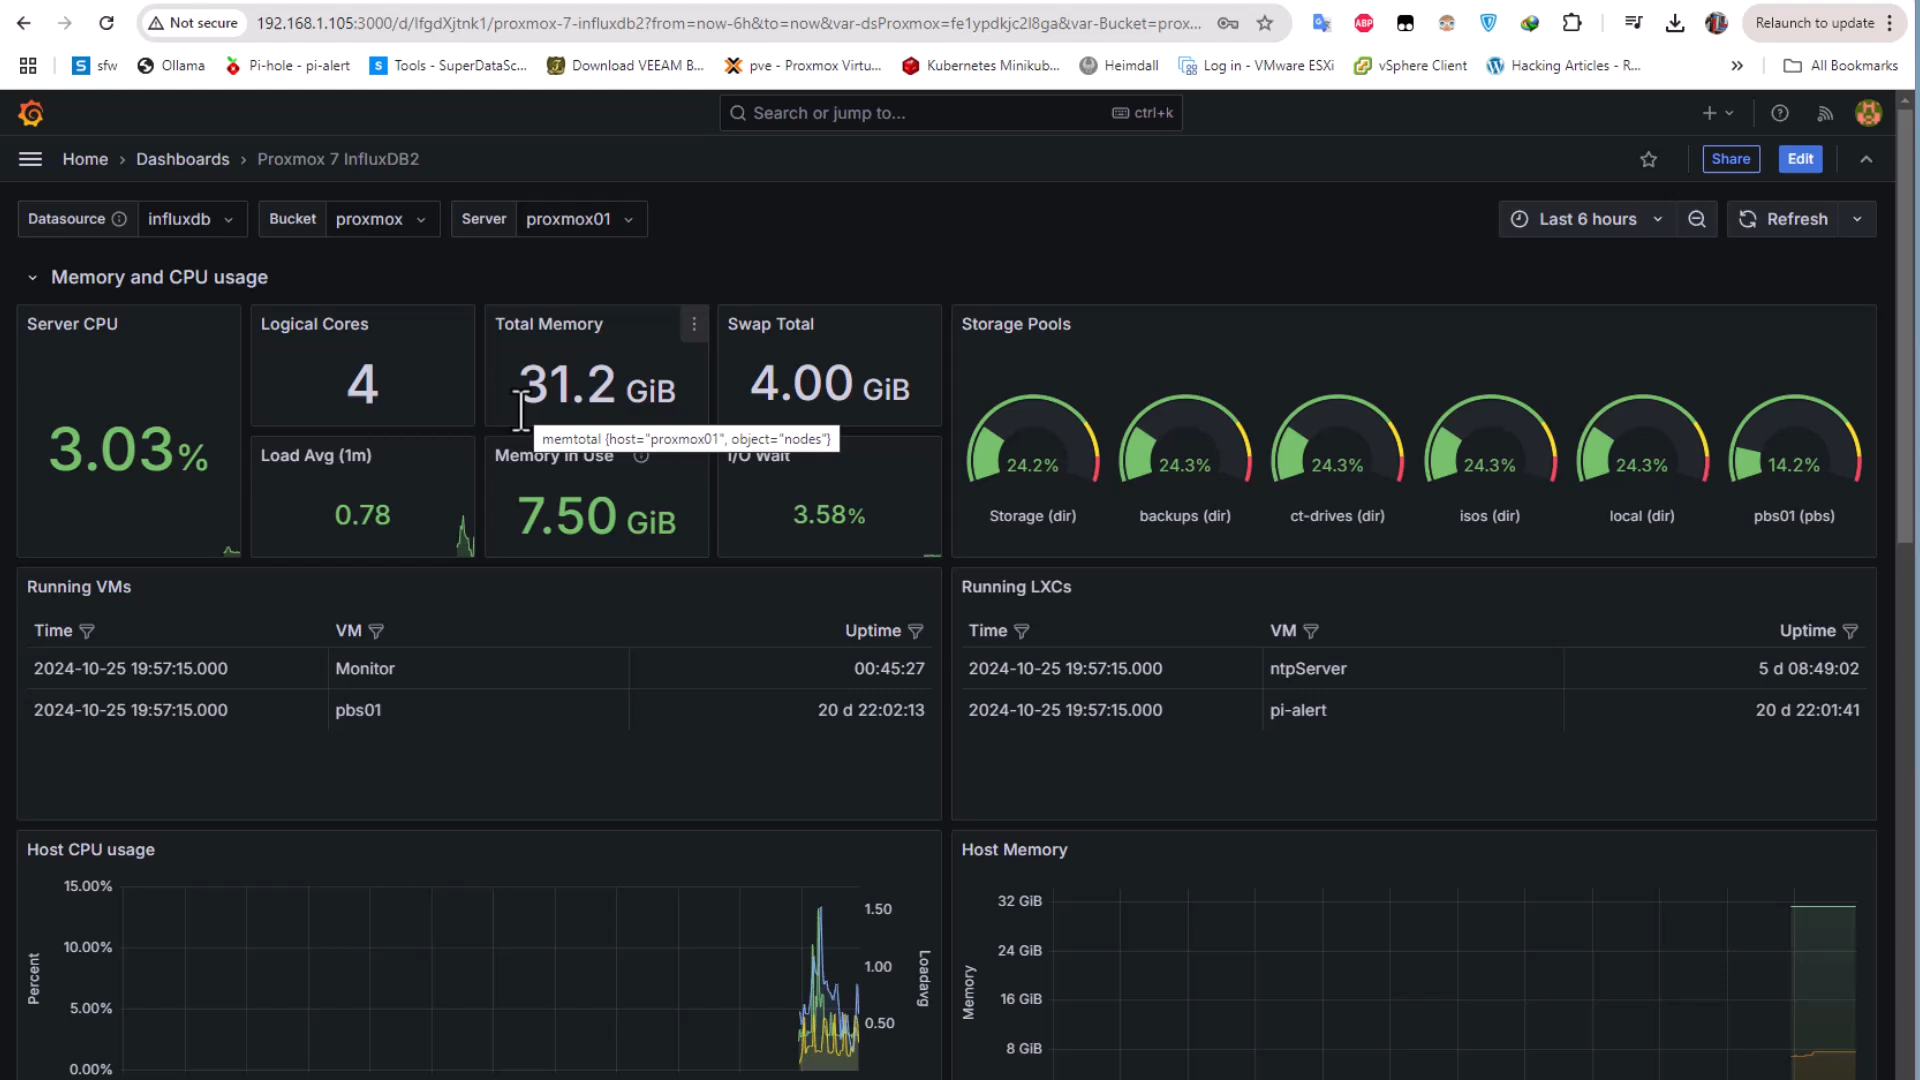 Not secure
192.168.1.105:3000/d/lfgdXjtnk1/proxmox-7-influxdb2?from=now-6h&to=now&var-dsProxmox=fe1ypdkjc2l8ga&var-Bucket=prox...
ABP
Relaunch to update
sfw
Ollama
Pi-hole - pi-alert
Tools - SuperDataSc...
Download VEEAM B...
pve - Proxmox Virtu...
Kubernetes Minikub...
Heimdall
Log in - VMware ESXi
vSphere Client
Hacking Articles - R...
All Bookmarks
Search or jump to...
ctrl+k
Home
Dashboards
Proxmox 7 InfluxDB2
Share
Edit
Datasource
influxdb
Bucket
proxmox
Server
proxmox01
Last 6 hours
Refresh
Memory and CPU usage
Server CPU
3.03%
Logical Cores
4
Total Memory
31.2 GiB
Swap Total
4.00 GiB
memtotal {host="proxmox01", object="nodes"}
Load Avg (1m)
0.78
Memory In Use
7.50 GiB
I/O Wait
3.58%
Storage Pools
24.2%
24.3%
24.3%
24.3%
24.3%
14.2%
Storage (dir)
backups (dir)
ct-drives (dir)
isos (dir)
local (dir)
pbs01 (pbs)
Running VMs
Time
VM
Uptime
2024-10-25 19:57:15.000
Monitor
00:45:27
2024-10-25 19:57:15.000
pbs01
20 d 22:02:13
Running LXCs
Time
VM
Uptime
2024-10-25 19:57:15.000
ntpServer
5 d 08:49:02
2024-10-25 19:57:15.000
pi-alert
20 d 22:01:41
Host CPU usage
15.00%
10.00%
5.00%
0.00%
Percent
1.50
1.00
0.50
Loadavg
Host Memory
32 GiB
24 GiB
16 GiB
8 GiB
Memory